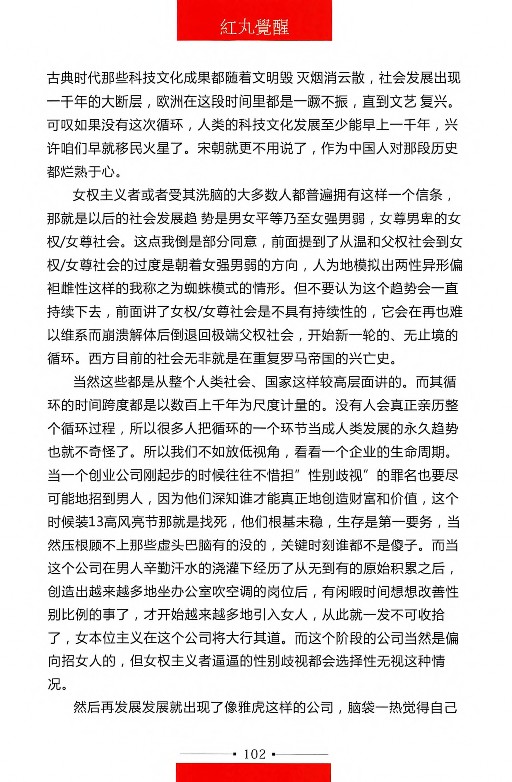 紅丸覺醒
古典时代那些科技文化成果都随着文明毁 灭烟消云散，社会发展出现
一千年的大断层，欧洲在这段时间里都是一蹶不振，直到文艺 复兴。
可叹如果没有这次循环，人类的科技文化发展至少能早上一千年，兴
许咱们早就移民火星了。宋朝就更不用说了，作为中国人对那段历史
都烂熟于心。
女权主义者或者受其洗脑的大多数人都普遍拥有这样一个信条，
那就是以后的社会发展趋 势是男女平等乃至女强男弱，女尊男卑的女
权/女尊社会。这点我倒是部分同意，前面提到了从温和父权社会到女
权/女尊社会的过度是朝着女强男弱的方向，人为地模拟出两性异形偏
袒雌性这样的我称之为蜘蛛模式的情形。但不要认为这个趋势会一直
持续下去，前面讲了女权/女尊社会是不具有持续性的，它会在再也难
以维系而崩溃解体后倒退回极端父权社会，开始新一轮的、无止境的
循环。西方目前的社会无非就是在重复罗马帝国的兴亡史。
当然这些都是从整个人类社会、国家这样较高层面讲的。而其循
环的时间跨度都是以数百上千年为尺度计量的。没有人会真正亲历整
个循环过程，所以很多人把循环的一个环节当成人类发展的永久趋势
也就不奇怪了。所以我们不如放低视角，看看一个企业的生命周期。
当一个创业公司刚起步的时候往往不惜担”性别歧视”的罪名也要尽
可能地招到男人，因为他们深知谁才能真正地创造财富和价值，这个
时候装13高风亮节那就是找死，他们根基未稳，生存是第一要务，当
然压根顾不上那些虚头巴脑有的没的，关键时刻谁都不是傻子。而当
这个公司在男人辛勤汗水的浇灌下经历了从无到有的原始积累之后，
创造出越来越多地坐办公室吹空调的岗位后，有闲暇时间想想改善性
别比例的事了，才开始越来越多地引入女人，从此就一发不可收拾
了，女本位主义在这个公司将大行其道。而这个阶段的公司当然是偏
向招女人的，但女权主义者逼逼的性别歧视都会选择性无视这种情
况。
然后再发展发展就出现了像雅虎这样的公司，脑袋一热觉得自己
102